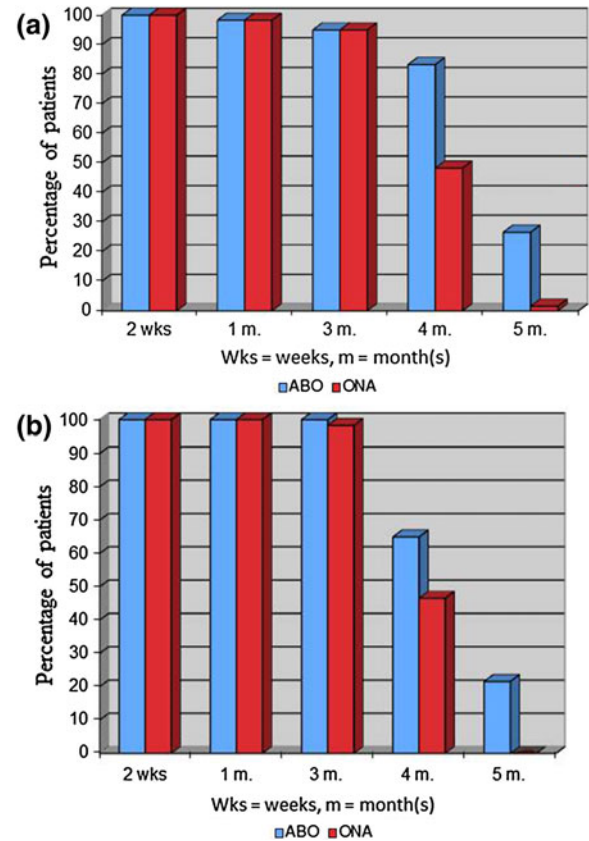 (a)
Percentage of patients
100
90
80
70
60
50
40
30
20
10
0
2 wks 1 m. 3 m. 4 m. 5 m.
Wks = weeks, m = month(s)
ABO ONA
(b)
Percentage of patients
100
90
80
70
60
50
40
30
20
10
0
2 wks 1 m. 3 m. 4 m. 5 m.
Wks = weeks, m = month(s)
ABO ONA